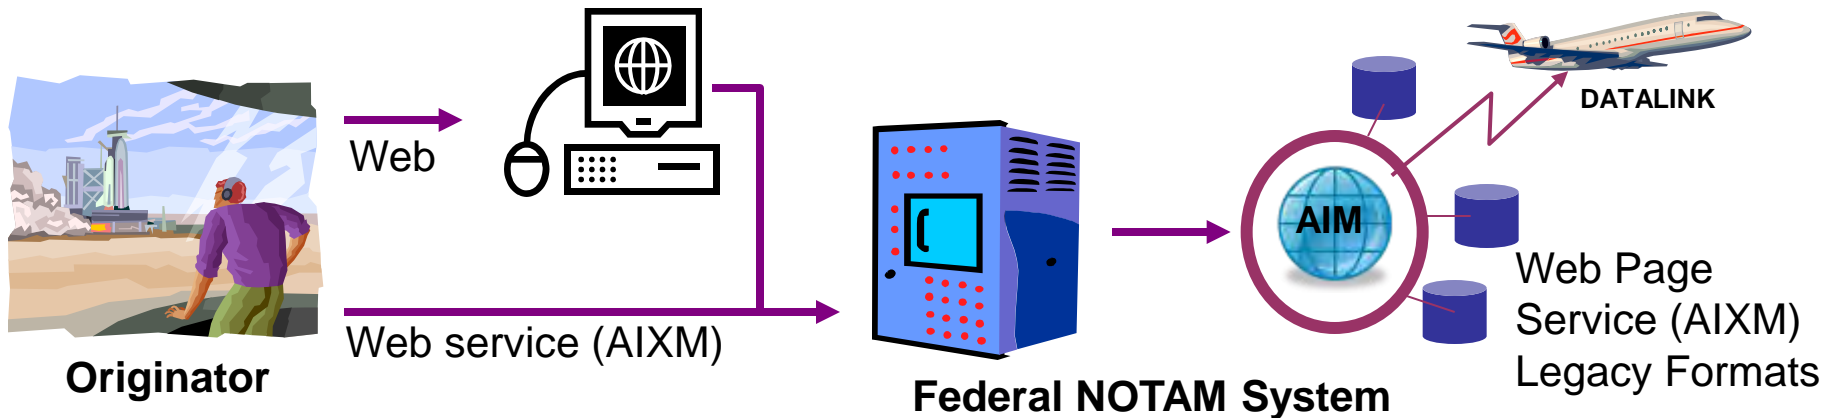 Web
Web service (AIXM)
Originator
Federal NOTAM System
AIM
DATALINK
Web Page
Service (AIXM)
Legacy Formats